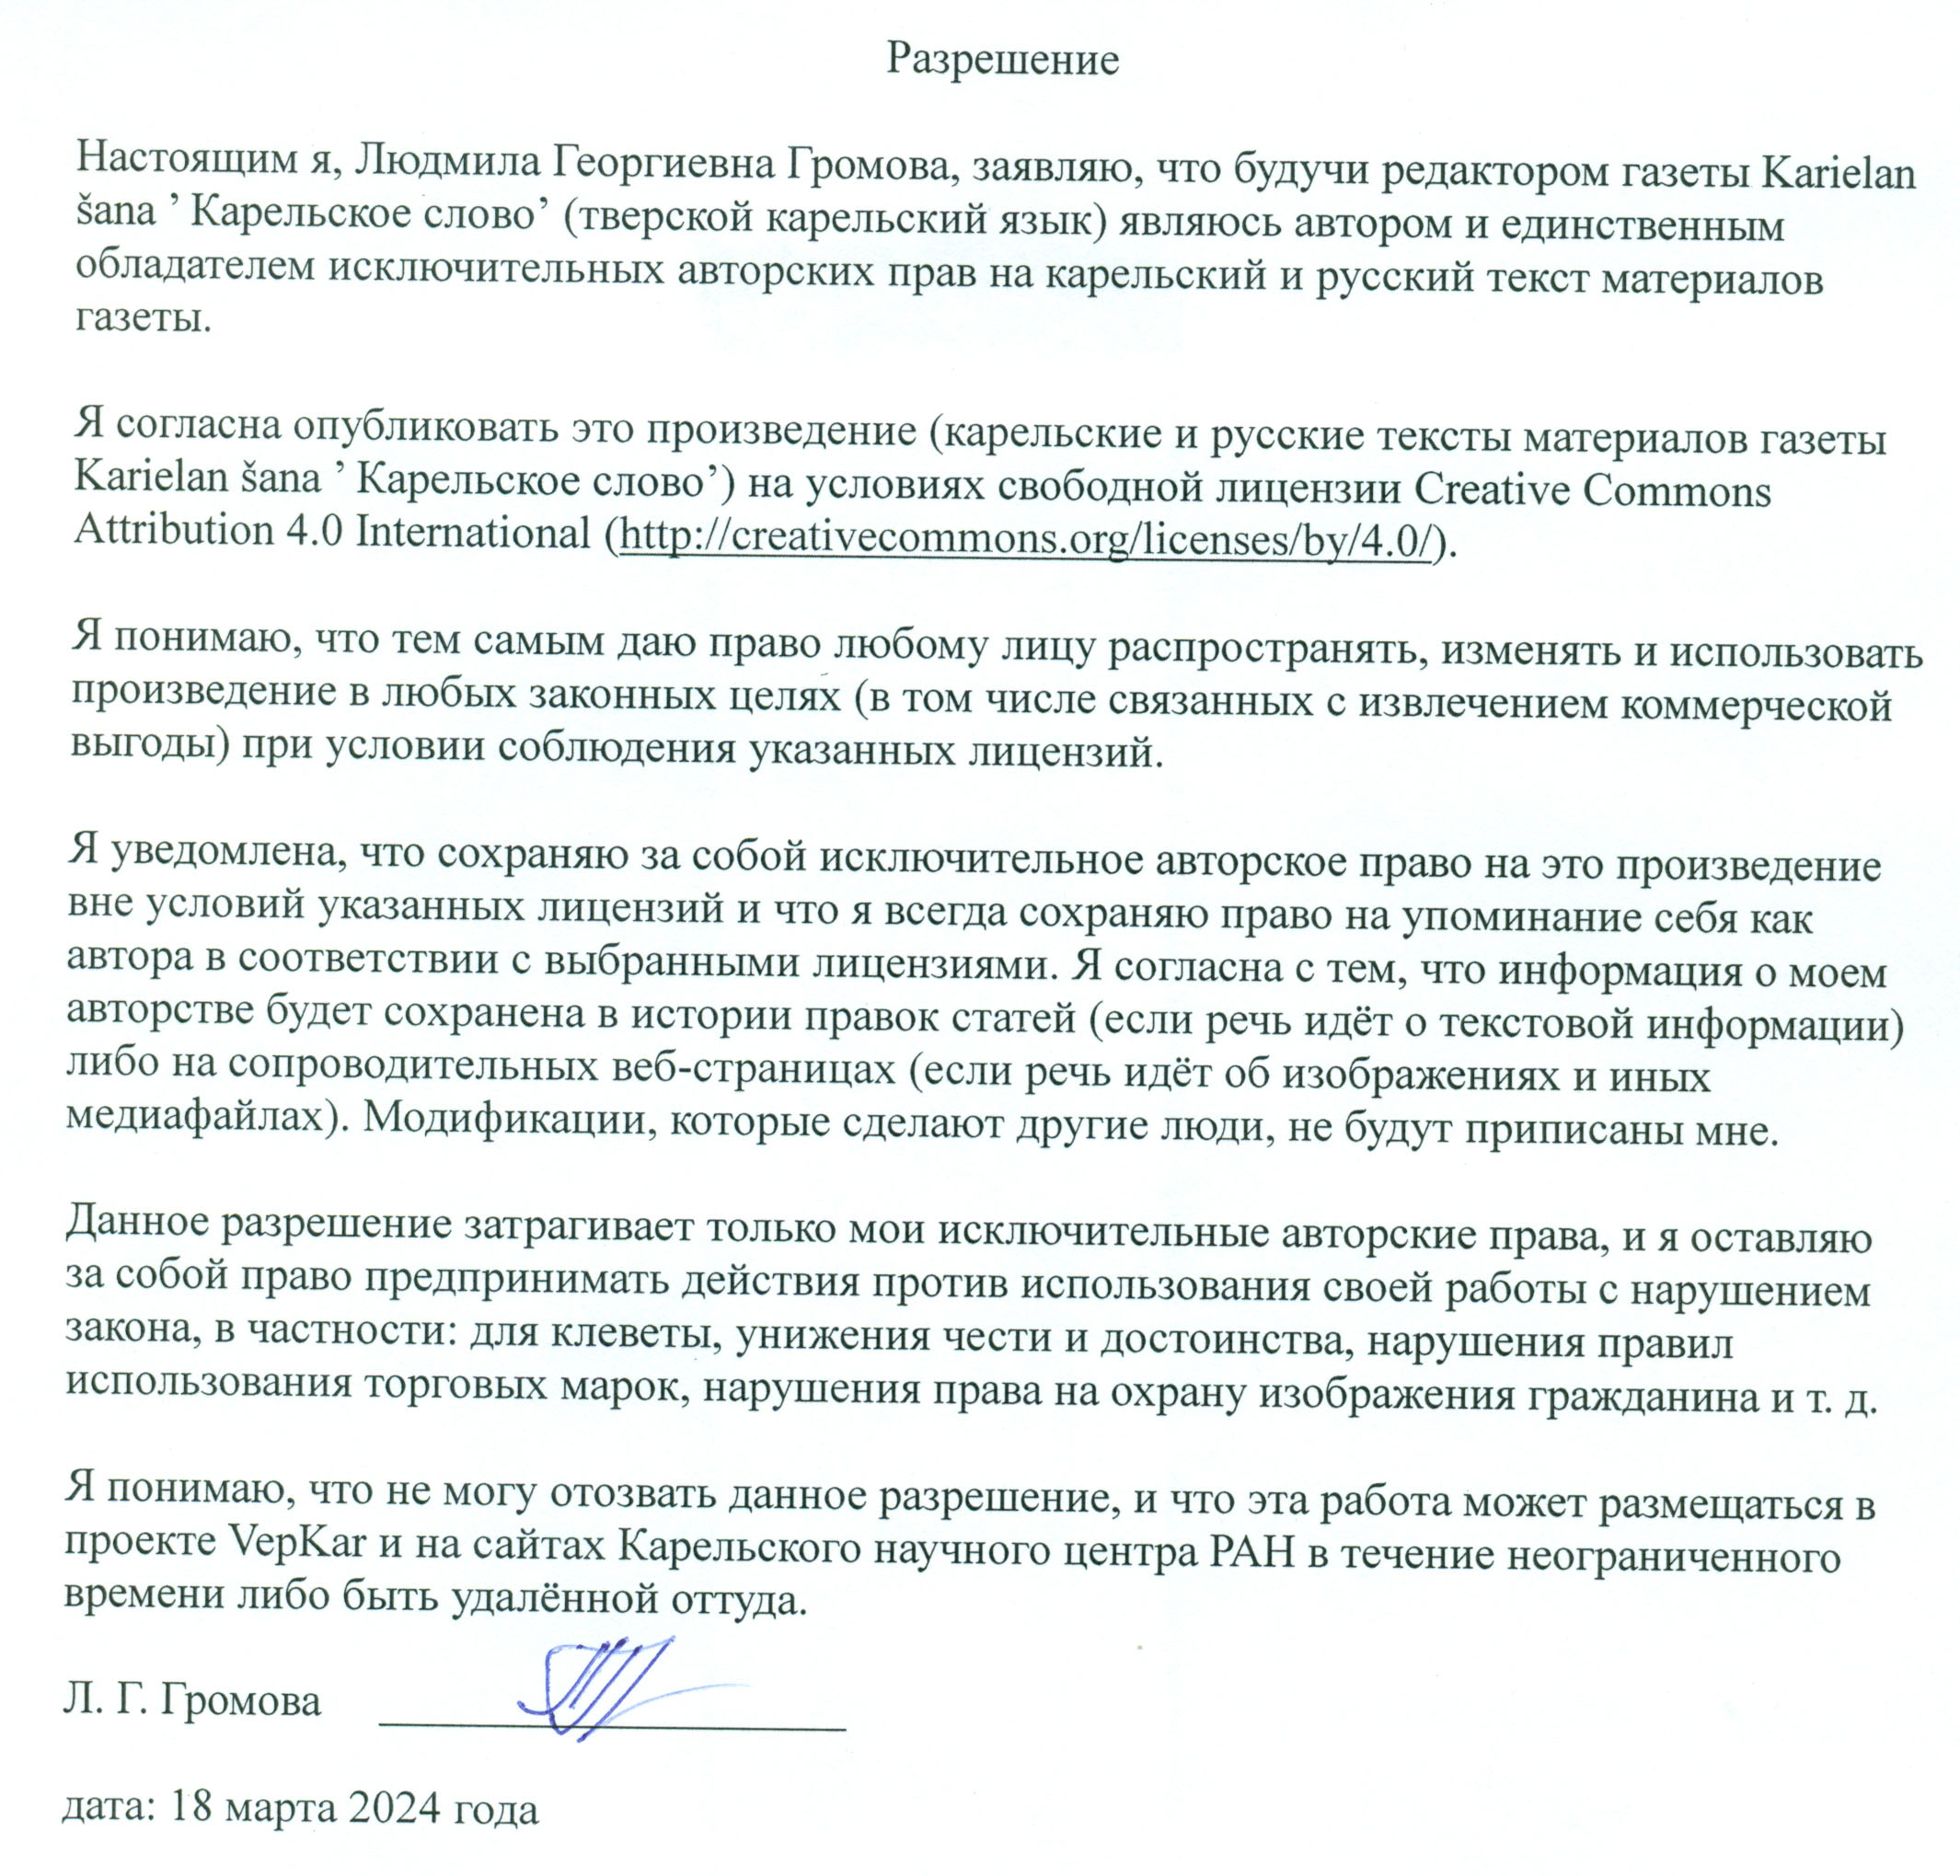 Разрешение
Настоящим я, Людмила Георгиевна Громова, заявляю, что будучи редактором газеты Karielan
šana ’ Карельское слово’ (тверской карельский язык) являюсь автором и единственным
обладателем исключительных авторских прав на карельский и русский текст материалов
газеты.
Я согласна опубликовать это произведение (карельские и русские тексты материалов газеты
Karielan šana ’ Карельское слово’) на условиях свободной лицензии Creative Commons
Attribution 4.0 International (http://creativecommons.org/licenses/by/4.0/).
Я понимаю, что тем самым даю право любому лицу распространять, изменять и использовать
произведение в любых законных целях (в том числе связанных с извлечением коммерческой
выгоды) при условии соблюдения указанных лицензий.
Я уведомлена, что сохраняю за собой исключительное авторское право на это произведение
вне условий указанных лицензий и что я всегда сохраняю право на упоминание себя как
автора в соответствии с выбранными лицензиями. Я согласна с тем, что информация о моем
авторстве будет сохранена в истории правок статей (если речь идёт о текстовой информации)
либо на сопроводительных веб-страницах (если речь идёт об изображениях и иных
медиафайлах). Модификации, которые сделают другие люди, не будут приписаны мне.
Данное разрешение затрагивает только мои исключительные авторские права, и я оставляю
за собой право предпринимать действия против использования своей работы с нарушением
закона, в частности: для клеветы, унижения чести и достоинства, нарушения правил
использования торговых марок, нарушения права на охрану изображения гражданина и т. д.
Я понимаю, что не могу отозвать данное разрешение, и что эта работа может размещаться в
проекте VepKar и на сайтах Карельского научного центра РАН в течение неограниченного
времени либо быть удалённой оттуда.
Л. Г. Громова
дата: 18 марта 2024 года